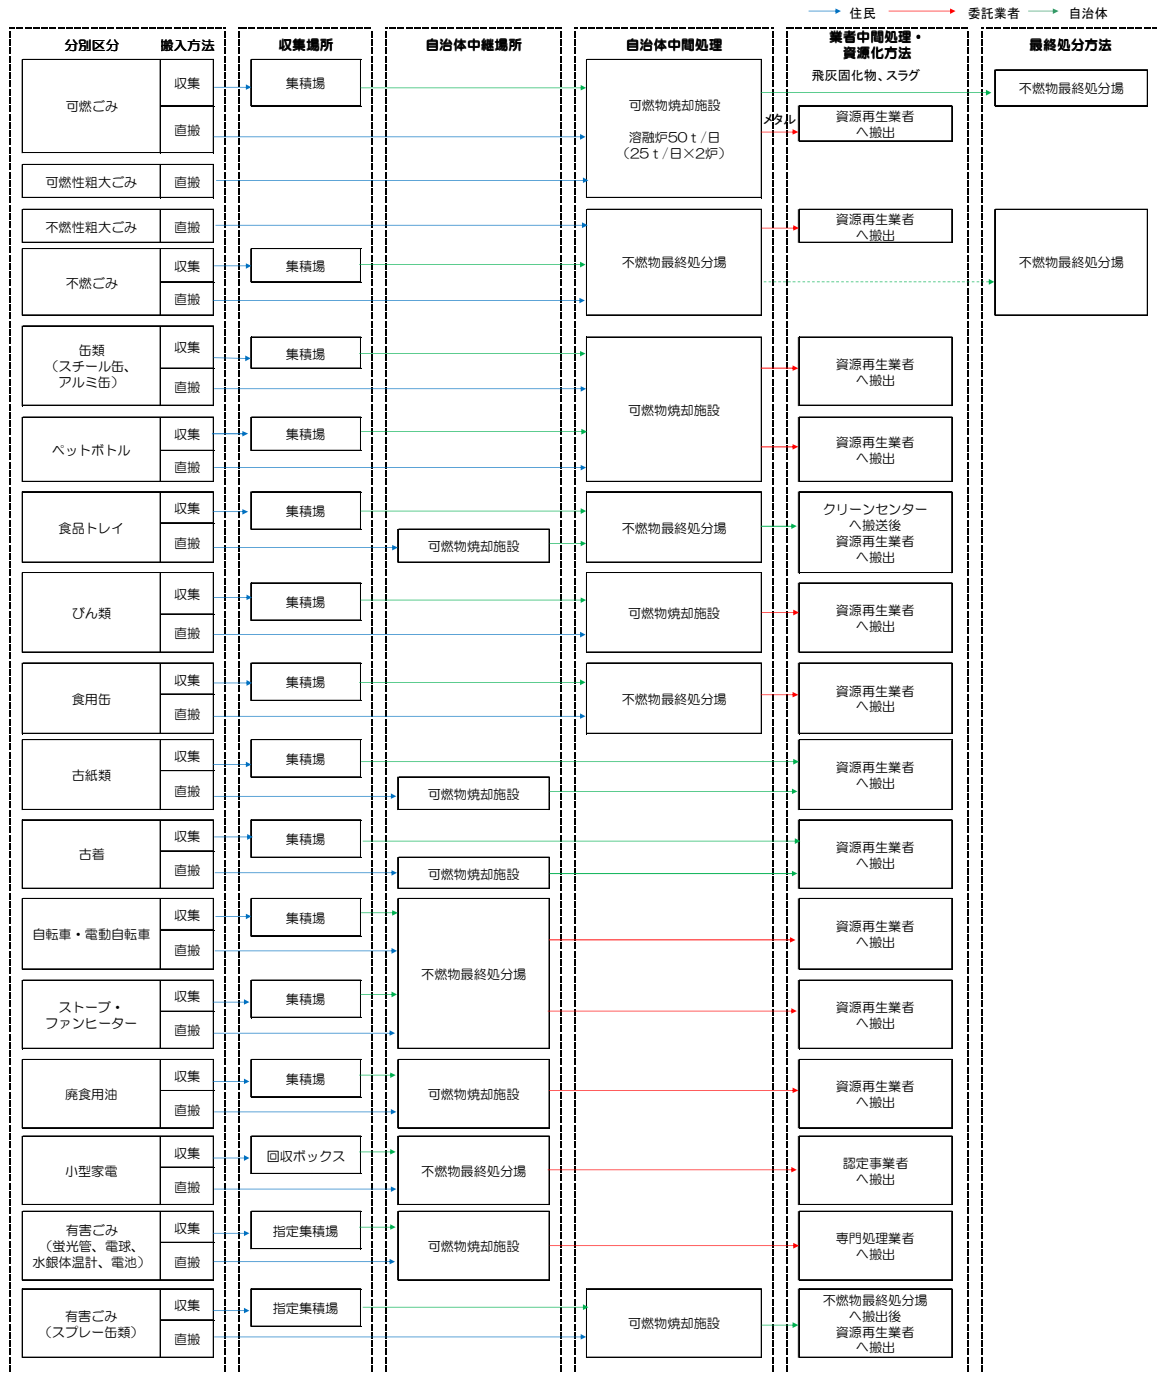 住民 委託業者 自治体
分別区分 搬入方法 収集場所 自治体中継場所 自治体中間処理 業者中間処理・ 最終処分方法
資源化方法
可燃ごみ
収集
直搬
集積場
可燃物焼却施設
溶融炉50t/日
(25t/日×2炉)
飛灰固化物、スラグ
メタル
資源再生業者
へ搬出
不燃物最終処分場
可燃性粗大ごみ 直搬
不燃性粗大ごみ 直搬
不燃物最終処分場
資源再生業者
へ搬出
不燃物最終処分場
不燃ごみ
収集
直搬
集積場
缶類
(スチール缶、
アルミ缶)
収集
直搬
集積場
可燃物焼却施設
資源再生業者
へ搬出
ペットボトル
収集
直搬
集積場
資源再生業者
へ搬出
食品トレイ
収集
直搬
集積場
可燃物焼却施設
不燃物最終処分場
クリーンセンター
へ搬送後
資源再生業者
へ搬出
びん類
収集
直搬
集積場
可燃物焼却施設
資源再生業者
へ搬出
食用缶
収集
直搬
集積場
不燃物最終処分場
資源再生業者
へ搬出
古紙類
収集
直搬
集積場
可燃物焼却施設
資源再生業者
へ搬出
古着
収集
直搬
集積場
可燃物焼却施設
資源再生業者
へ搬出
自転車・電動自転車
収集
直搬
集積場
不燃物最終処分場
資源再生業者
へ搬出
ストーブ・
ファンヒーター
収集
直搬
集積場
資源再生業者
へ搬出
廃食用油
収集
直搬
集積場
可燃物焼却施設
資源再生業者
へ搬出
小型家電
収集
直搬
回収ボックス
不燃物最終処分場
認定事業者
へ搬出
有害ごみ
(蛍光管、電球、
水銀体温計、電池)
収集
直搬
指定集積場
可燃物焼却施設
専門処理業者
へ搬出
有害ごみ
(スプレー缶類)
収集
直搬
指定集積場
可燃物焼却施設
不燃物最終処分場
へ搬出後
資源再生業者
へ搬出